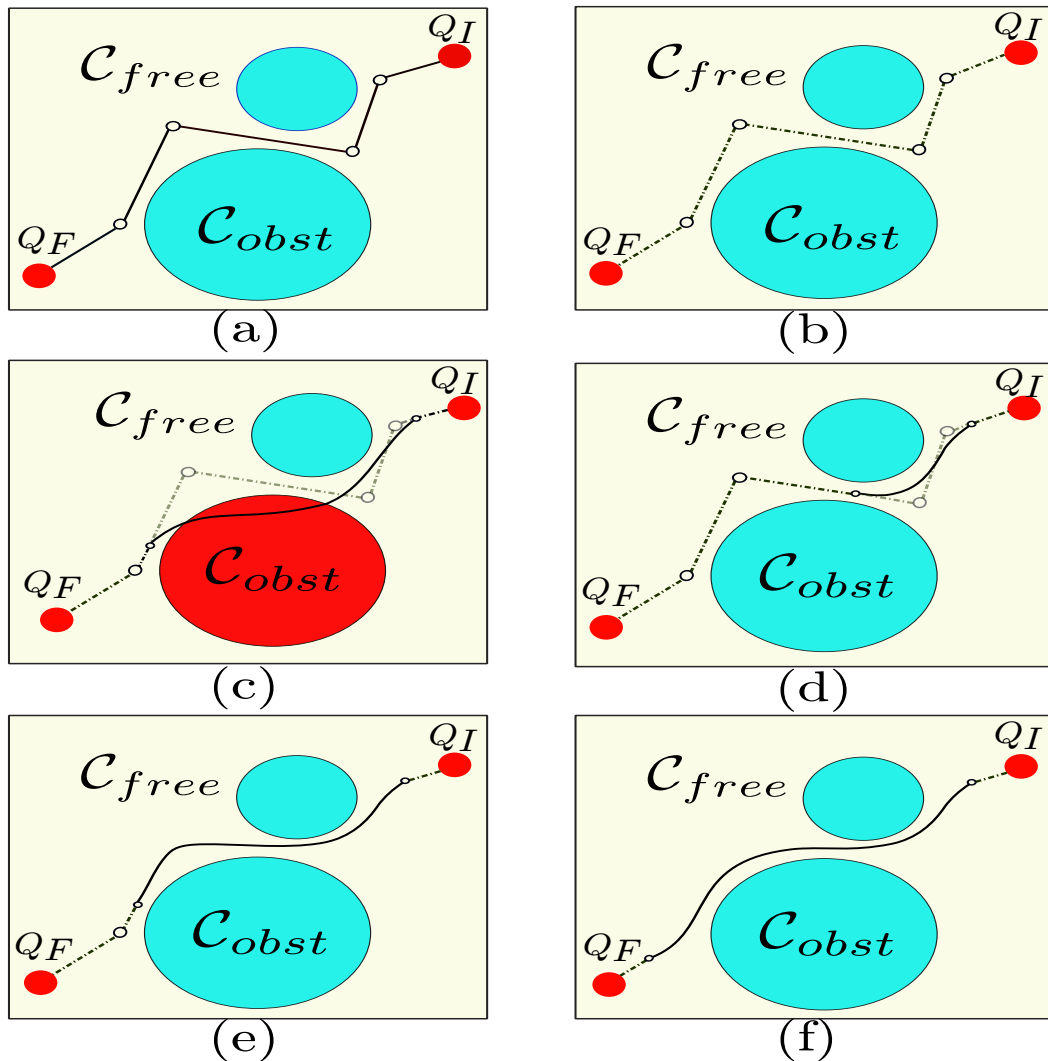 Q_I Q_I
C_free C_free
C_obst C_obst
Q_F Q_F
(a) (b)
Q_I Q_I
C_free C_free
C_obst C_obst
Q_F Q_F
(c) (d)
Q_I Q_I
C_free C_free
C_obst C_obst
Q_F Q_F
(e) (f)